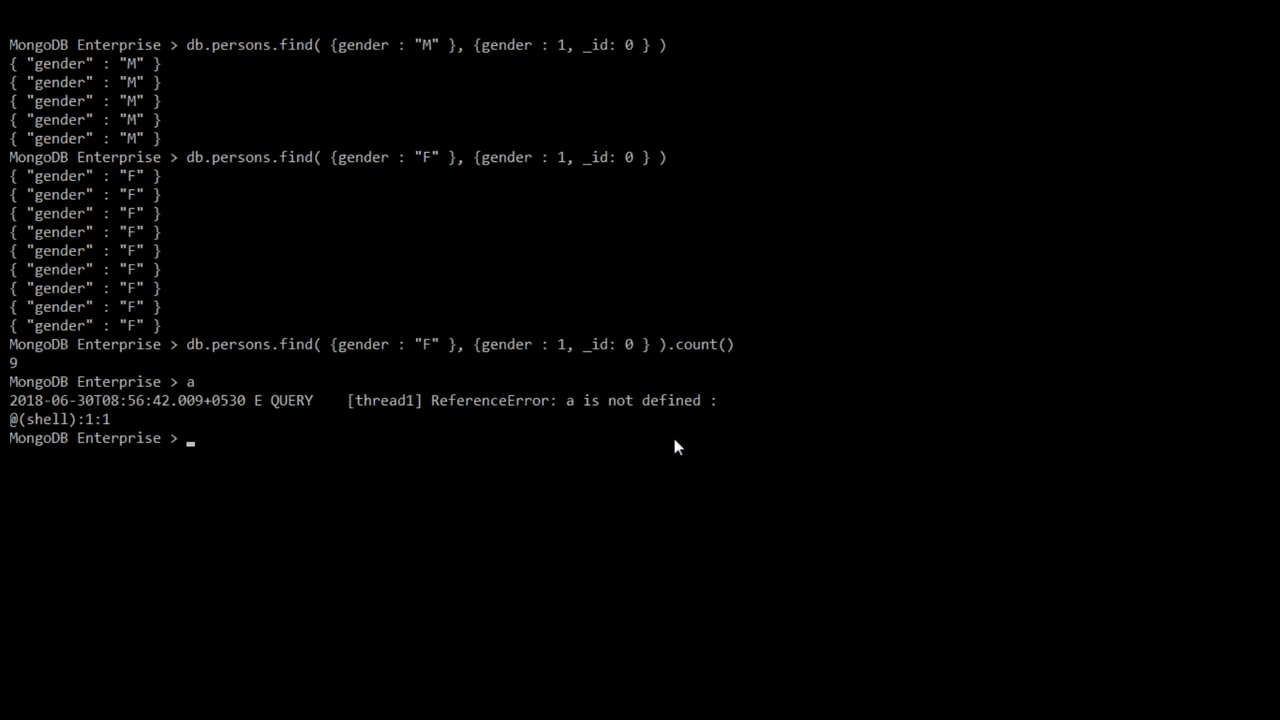 MongoDB Enterprise > db.persons.find( {gender : "M" }, {gender : 1, _id: 0 } )
{ "gender" : "M" }
{ "gender" : "M" }
{ "gender" : "M" }
{ "gender" : "M" }
{ "gender" : "M" }
MongoDB Enterprise > db.persons.find( {gender : "F" }, {gender : 1, _id: 0 } )
{ "gender" : "F" }
{ "gender" : "F" }
{ "gender" : "F" }
{ "gender" : "F" }
{ "gender" : "F" }
{ "gender" : "F" }
{ "gender" : "F" }
{ "gender" : "F" }
{ "gender" : "F" }
MongoDB Enterprise > db.persons.find( {gender : "F" }, {gender : 1, _id: 0 } ).count()
9
MongoDB Enterprise > a
2018-06-30T08:56:42.009+0530 E QUERY    [thread1] ReferenceError: a is not defined :
@(shell):1:1
MongoDB Enterprise >